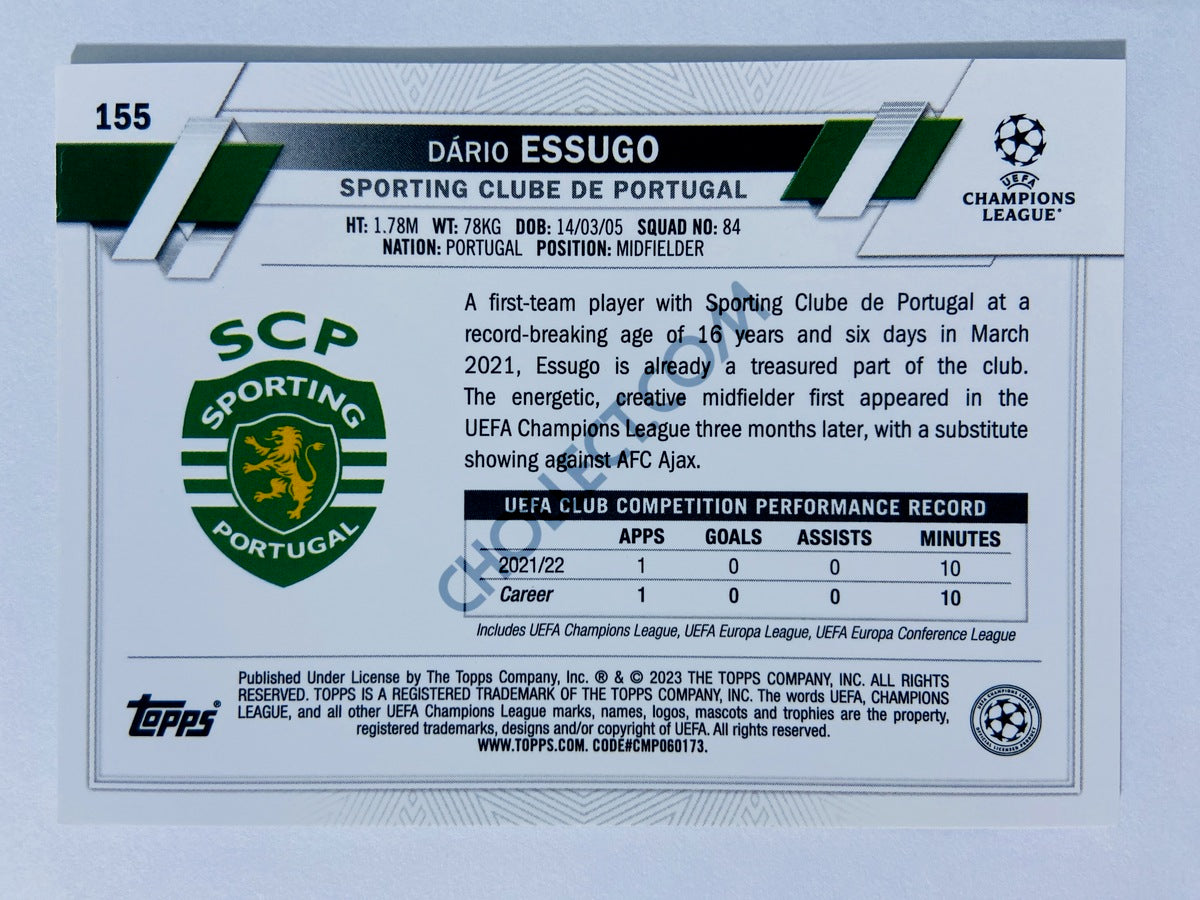 155
DÁRIO ESSUGO
SPORTING CLUBE DE PORTUGAL
HT: 1.78M WT: 78KG DOB: 14/03/05 SQUAD NO: 84
NATION: PORTUGAL POSITION: MIDFIELDER
UEFA
CHAMPIONS
LEAGUE®
SCP
SPORTING
PORTUGAL
A first-team player with Sporting Clube de Portugal at a
record-breaking age of 16 years and six days in March
2021, Essugo is already a treasured part of the club.
The energetic, creative midfielder first appeared in the
UEFA Champions League three months later, with a substitute
showing against AFC Ajax.
CHOLECT.COM
UEFA CLUB COMPETITION PERFORMANCE RECORD
APPS GOALS ASSISTS MINUTES
2021/22 1 0 0 10
Career 1 0 0 10
Includes UEFA Champions League, UEFA Europa League, UEFA Europa Conference League
topps®
Published Under License by The Topps Company, Inc. ® & © 2023 THE TOPPS COMPANY, INC. ALL RIGHTS
RESERVED. TOPPS IS A REGISTERED TRADEMARK OF THE TOPPS COMPANY, INC. The words UEFA, CHAMPIONS
LEAGUE, and all other UEFA Champions League marks, names, logos, mascots and trophies are the property,
registered trademarks, designs and/or copyright of UEFA. All rights reserved.
WWW.TOPPS.COM. CODE#CMP060173.
UEFA CHAMPIONS LEAGUE
OFFICIAL LICENSED PRODUCT